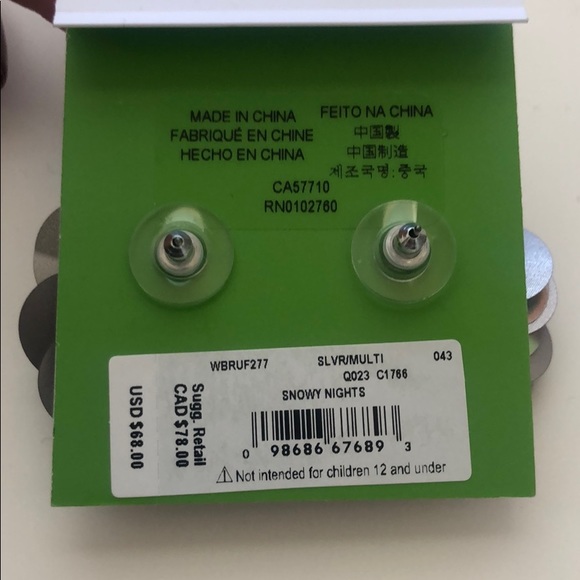 MADE IN CHINA
FABRIQUÉ EN CHINE
HECHO EN CHINA
FEITO NA CHINA
中国製
中国制造
제조국명:중국
CA57710
RN0102760
WBRUF277 SLVR/MULTI 043
Q023 C1766
SNOWY NIGHTS
0 98686 67689 3
Not intended for children 12 and under
Sugg. Retail
CAD $78.00
USD $68.00